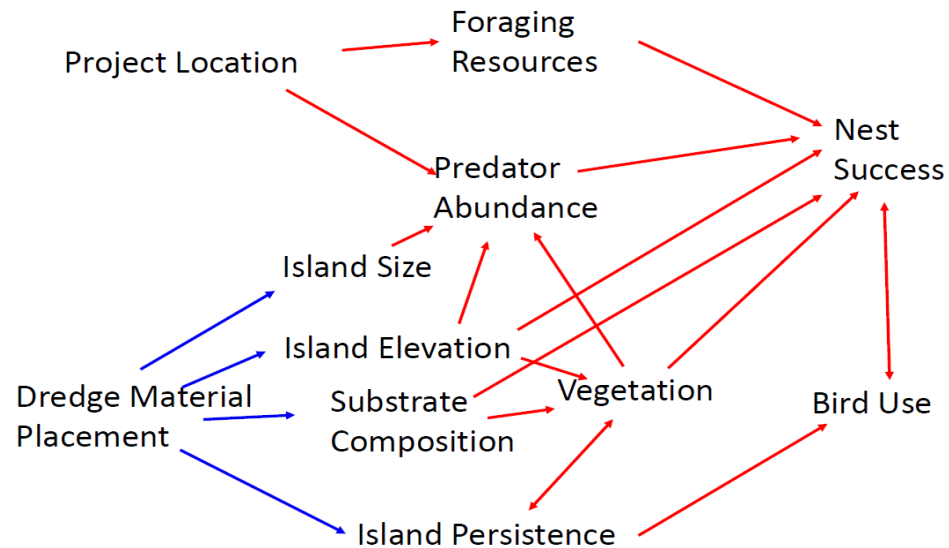 Foraging
Resources
Project Location
Nest
Success
Predator
Abundance
Island Size
Island Elevation
Dredge Material
Placement
Substrate
Composition
Vegetation
Bird Use
Island Persistence